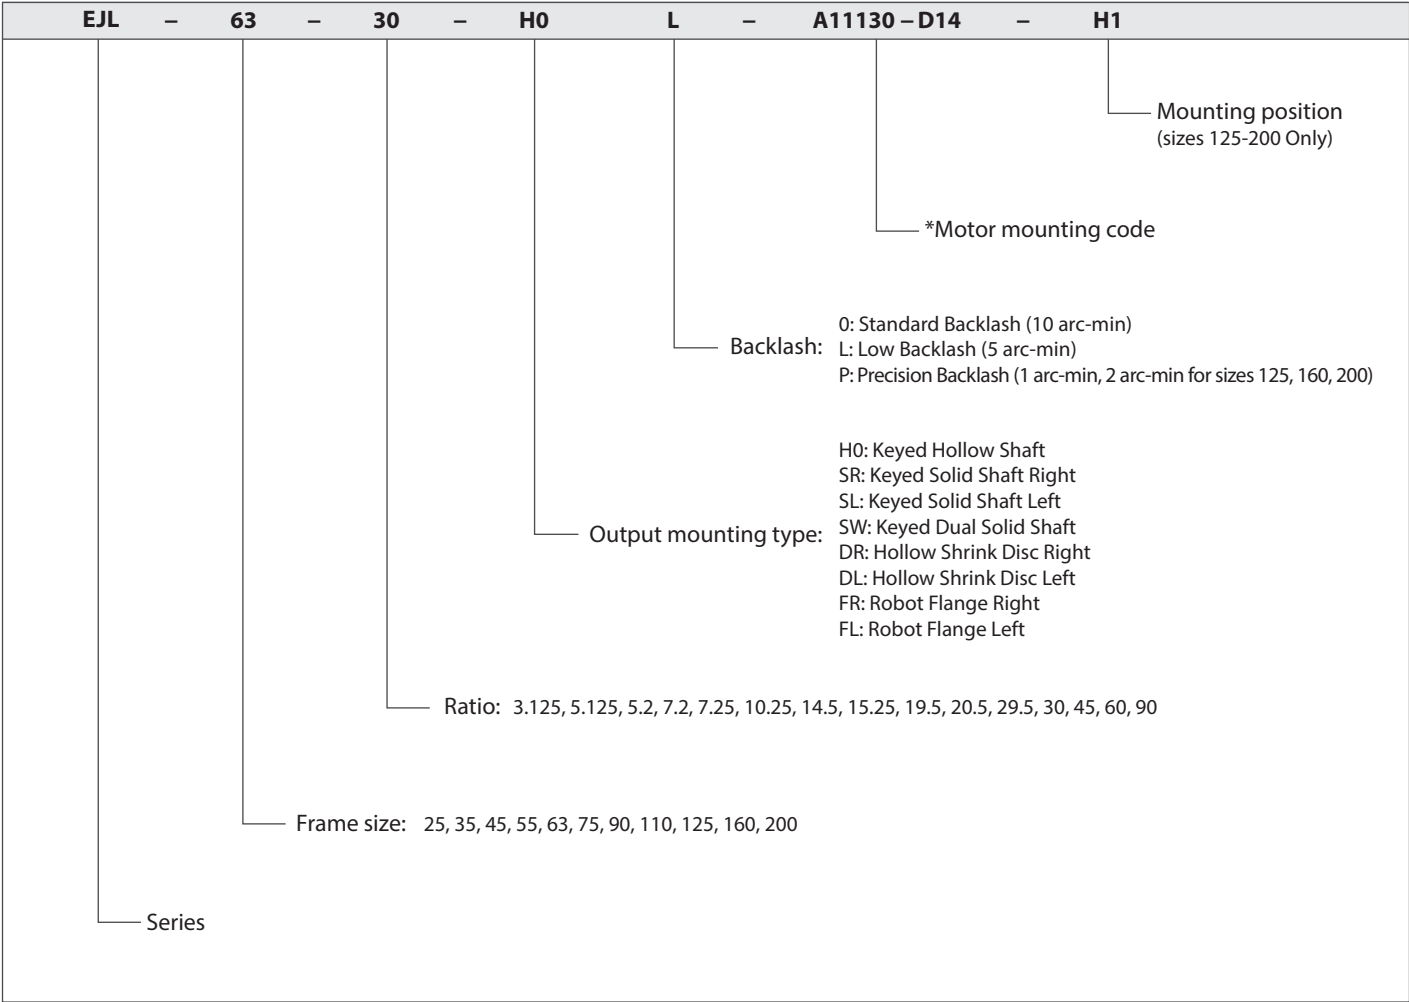 EJL – 63 – 30 – H0 L – A11130 – D14 – H1
Mounting position
(sizes 125-200 Only)
*Motor mounting code
Backlash:
0: Standard Backlash (10 arc-min)
L: Low Backlash (5 arc-min)
P: Precision Backlash (1 arc-min, 2 arc-min for sizes 125, 160, 200)
Output mounting type:
H0: Keyed Hollow Shaft
SR: Keyed Solid Shaft Right
SL: Keyed Solid Shaft Left
SW: Keyed Dual Solid Shaft
DR: Hollow Shrink Disc Right
DL: Hollow Shrink Disc Left
FR: Robot Flange Right
FL: Robot Flange Left
Ratio: 3.125, 5.125, 5.2, 7.2, 7.25, 10.25, 14.5, 15.25, 19.5, 20.5, 29.5, 30, 45, 60, 90
Frame size: 25, 35, 45, 55, 63, 75, 90, 110, 125, 160, 200
Series